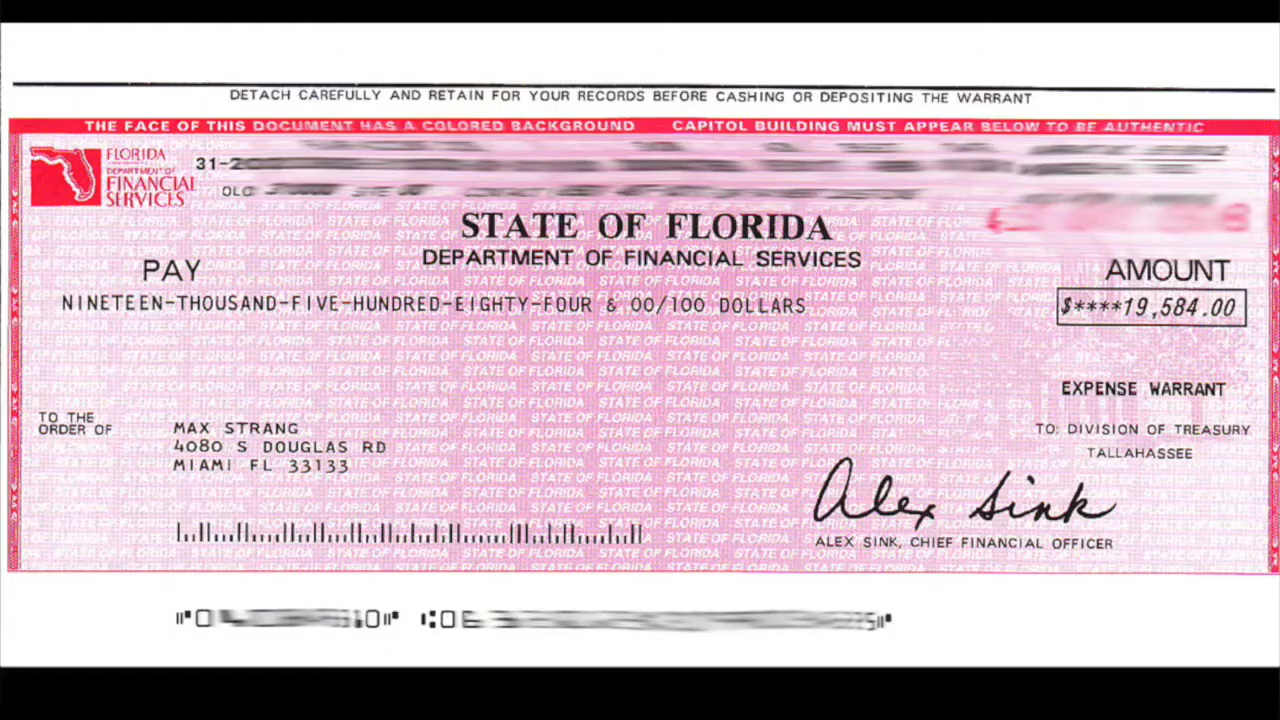 DETACH CAREFULLY AND RETAIN FOR YOUR RECORDS BEFORE CASHING OR DEPOSITING THE WARRANT
THE FACE OF THIS DOCUMENT HAS A COLORED BACKGROUND CAPITOL BUILDING MUST APPEAR BELOW TO BE AUTHENTIC
FLORIDA
DEPARTMENT OF
FINANCIAL
SERVICES
31-2
OLO
STATE OF FLORIDA
DEPARTMENT OF FINANCIAL SERVICES
PAY
AMOUNT
NINETEEN-THOUSAND-FIVE-HUNDRED-EIGHTY-FOUR & 00/100 DOLLARS
$****19,584.00
EXPENSE WARRANT
TO THE
ORDER OF
MAX STRANG
4080 S DOUGLAS RD
MIAMI FL 33133
TO: DIVISION OF TREASURY
TALLAHASSEE
Alex Sink
ALEX SINK, CHIEF FINANCIAL OFFICER